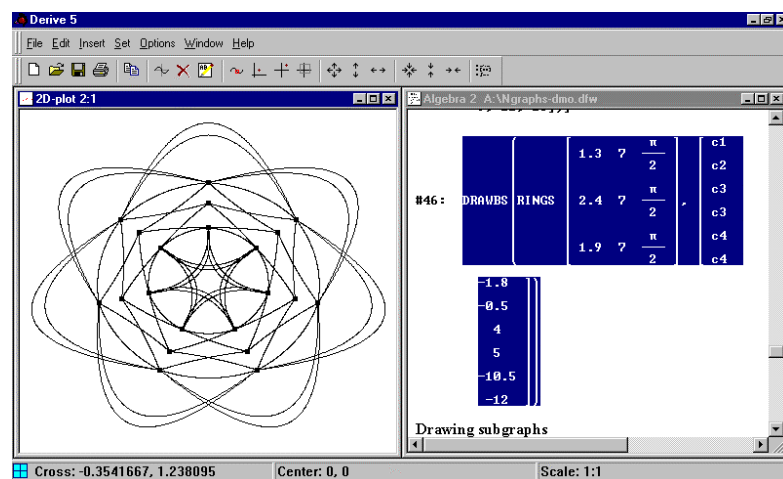 Derive 5
File Edit Insert Set Options Window Help
2D-plot 2:1
Algebra 2 A:\Ngraphs-dmo.dfw
#46: DRAWBS RINGS
1.3 7 π/2
2.4 7 π/2
1.9 7 π/2
,
c1
c2
c3
c3
c4
c4
-1.8
-0.5
4
5
-10.5
-12
Drawing subgraphs
Cross: -0.3541667, 1.238095
Center: 0, 0
Scale: 1:1